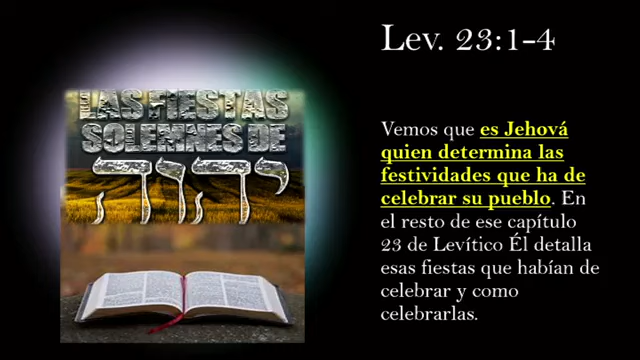 Lev. 23:1-4
LAS FIESTAS
SOLEMNES DE
יהוה
Vemos que es Jehová
quien determina las
festividades que ha de
celebrar su pueblo. En
el resto de ese capítulo
23 de Levítico Él detalla
esas fiestas que habían de
celebrar y como
celebrarlas.